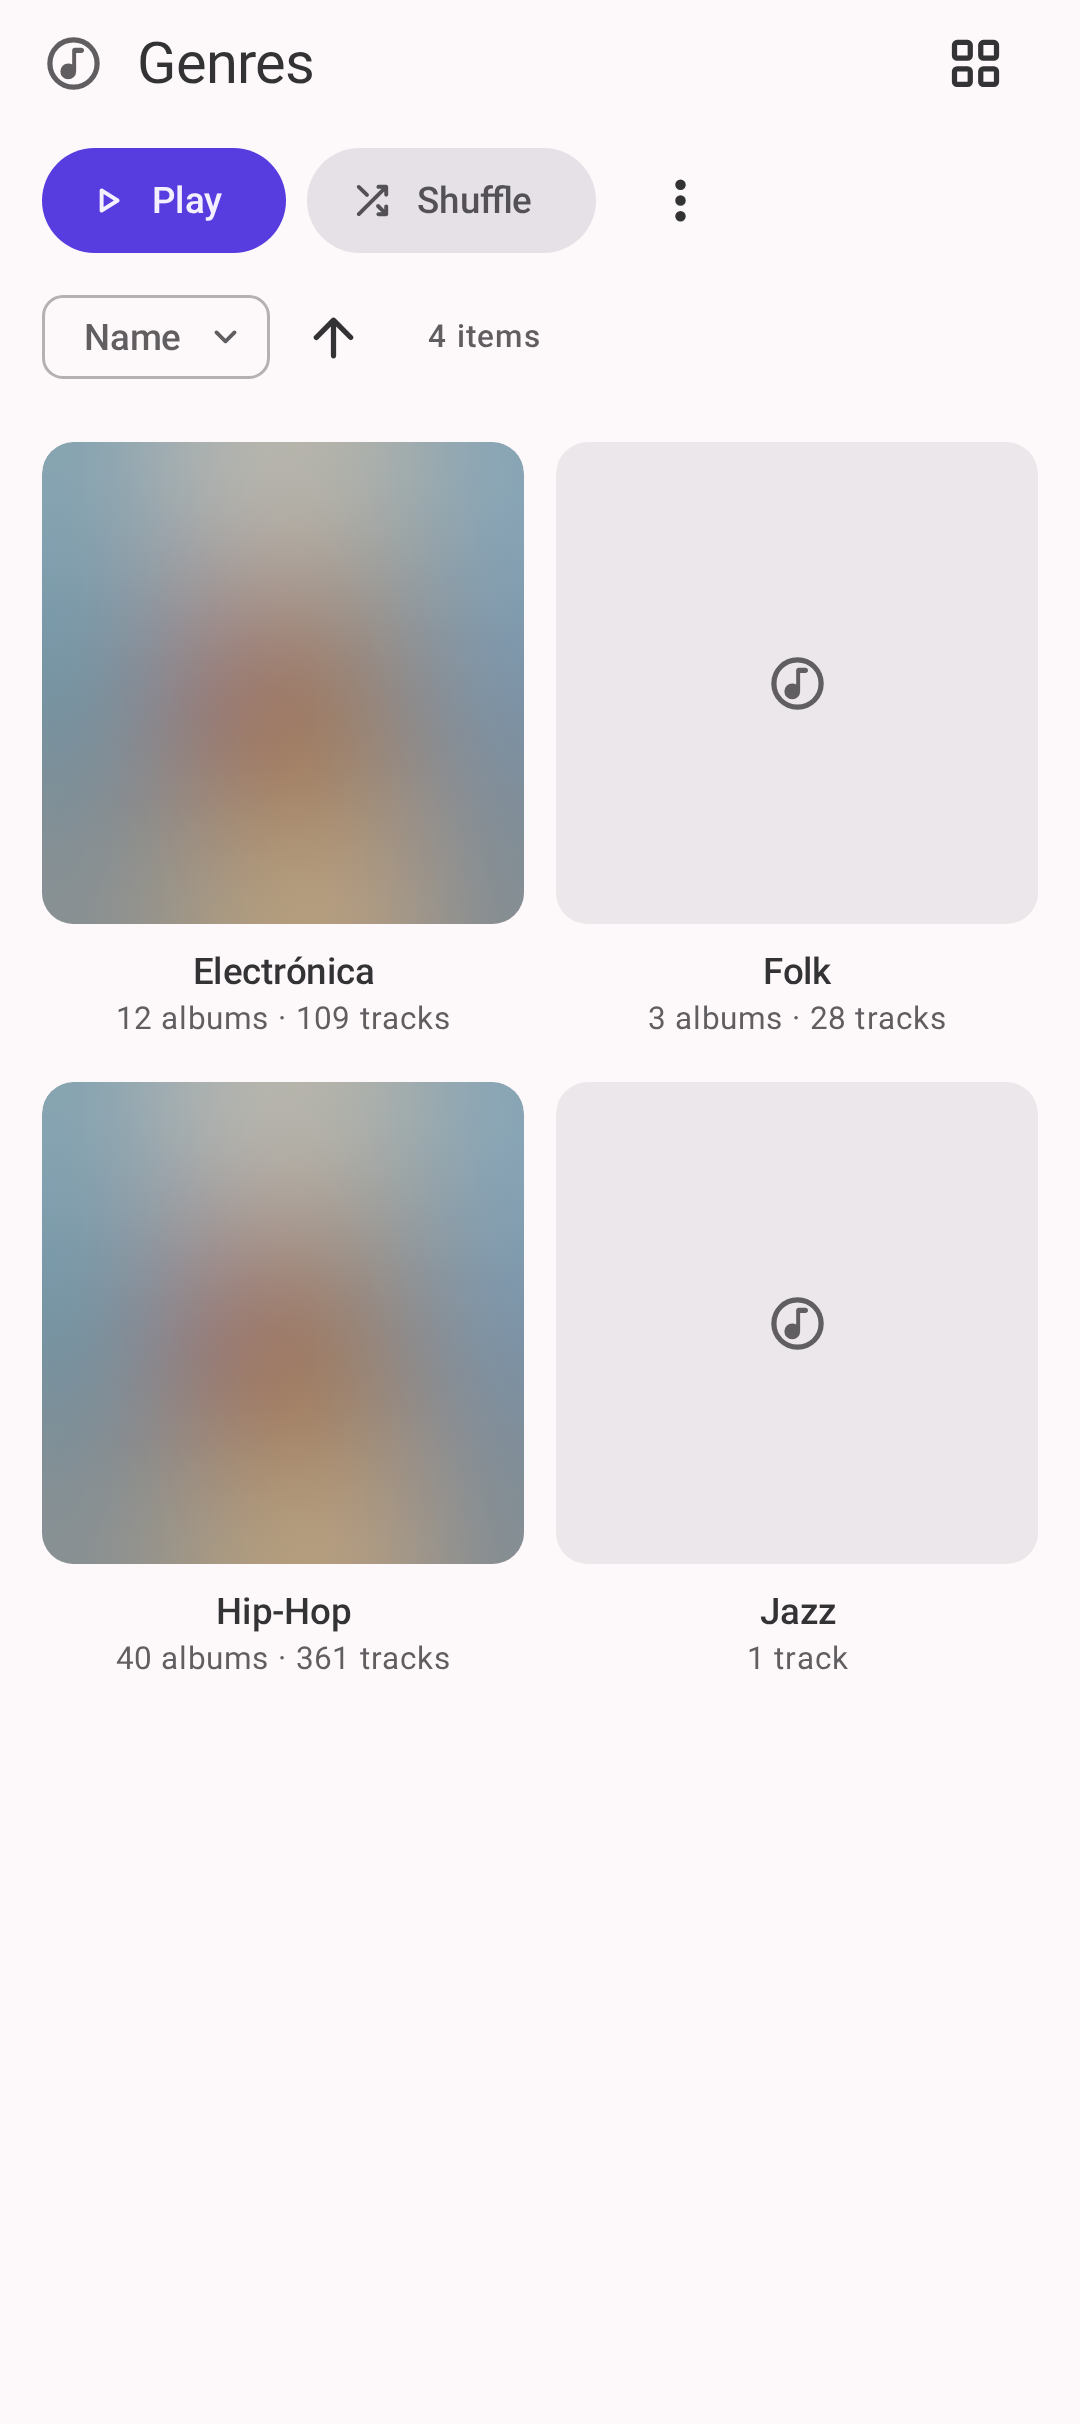 Genres
Play
Shuffle
Name
4 items
Electrónica
12 albums · 109 tracks
Folk
3 albums · 28 tracks
Hip-Hop
40 albums · 361 tracks
Jazz
1 track